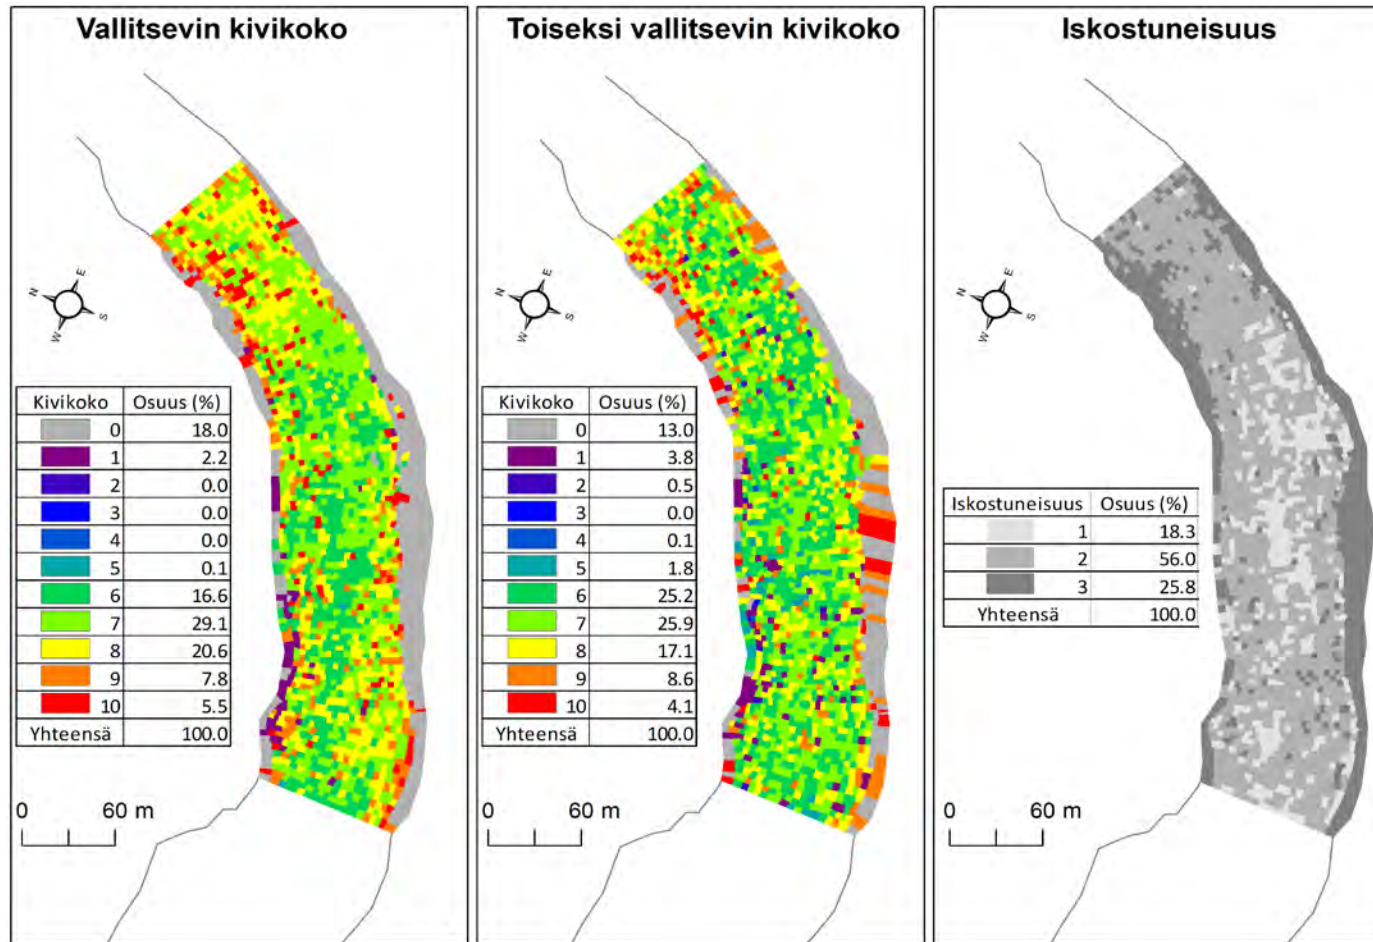 Vallitsevin kivikoko
N
E
W
S
Kivikoko Osuus (%)
0 18.0
1 2.2
2 0.0
3 0.0
4 0.0
5 0.1
6 16.6
7 29.1
8 20.6
9 7.8
10 5.5
Yhteensä 100.0
0 60 m
Toiseksi vallitsevin kivikoko
N
E
W
S
Kivikoko Osuus (%)
0 13.0
1 3.8
2 0.5
3 0.0
4 0.1
5 1.8
6 25.2
7 25.9
8 17.1
9 8.6
10 4.1
Yhteensä 100.0
0 60 m
Iskostuneisuus
N
E
W
S
Iskostuneisuus Osuus (%)
1 18.3
2 56.0
3 25.8
Yhteensä 100.0
0 60 m